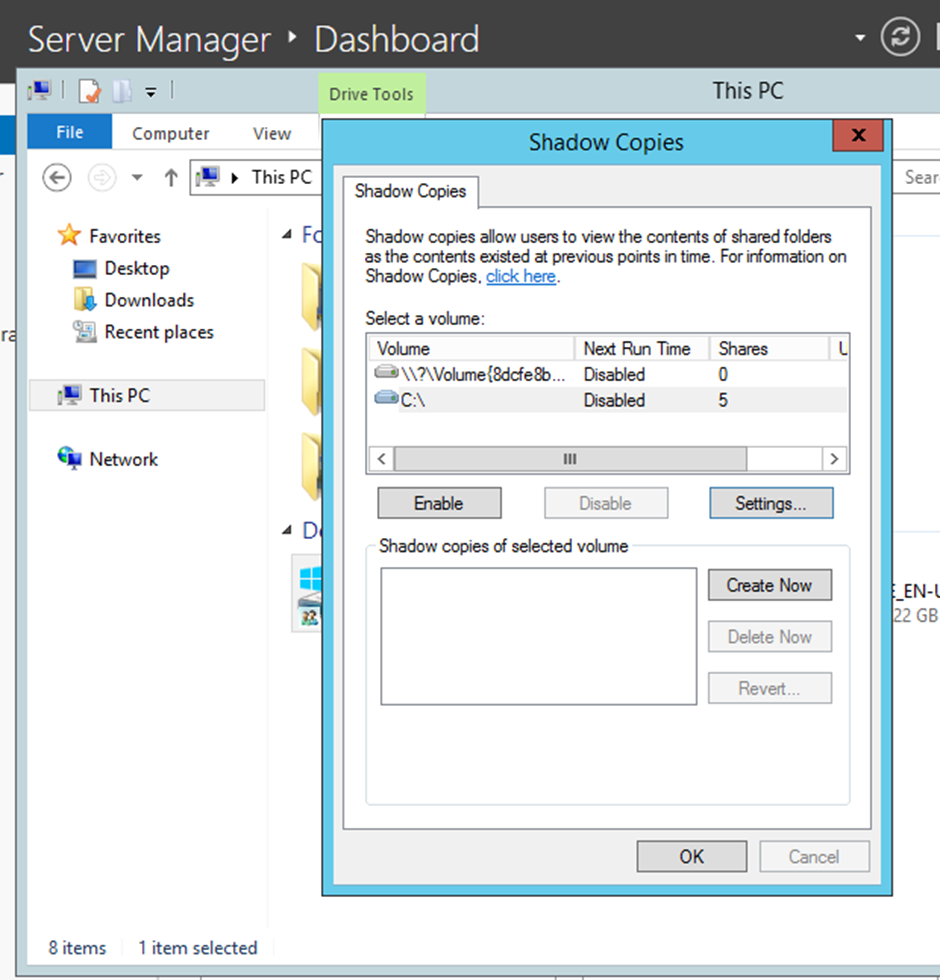 Server Manager ‣ Dashboard
Drive Tools
This PC
File
Computer
View
Shadow Copies
This PC
Sear
Shadow Copies
Favorites
Desktop
Downloads
Recent places
This PC
Network
Fo
De
Shadow copies allow users to view the contents of shared folders
as the contents existed at previous points in time. For information on
Shadow Copies, click here.
Select a volume:
Volume Next Run Time Shares U
\\?\Volume{8dcfe8b... Disabled 0
C:\ Disabled 5
Enable
Disable
Settings...
Shadow copies of selected volume
Create Now
Delete Now
Revert...
E_EN-U
22 GB
OK
Cancel
8 items
1 item selected